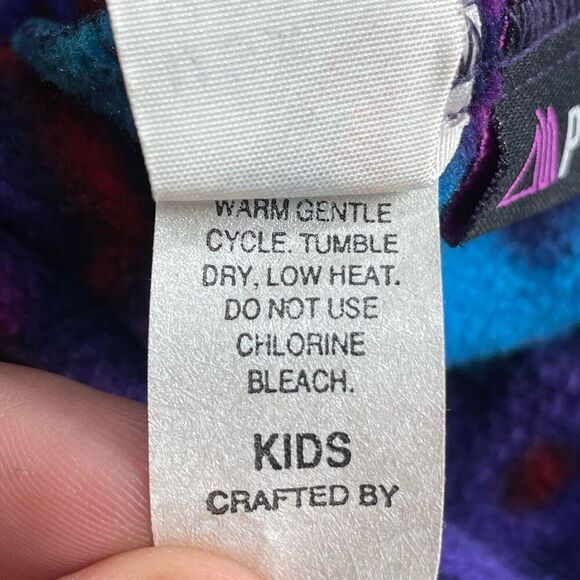 WARM GENTLE
CYCLE. TUMBLE
DRY, LOW HEAT.
DO NOT USE
CHLORINE
BLEACH.
KIDS
CRAFTED BY
P